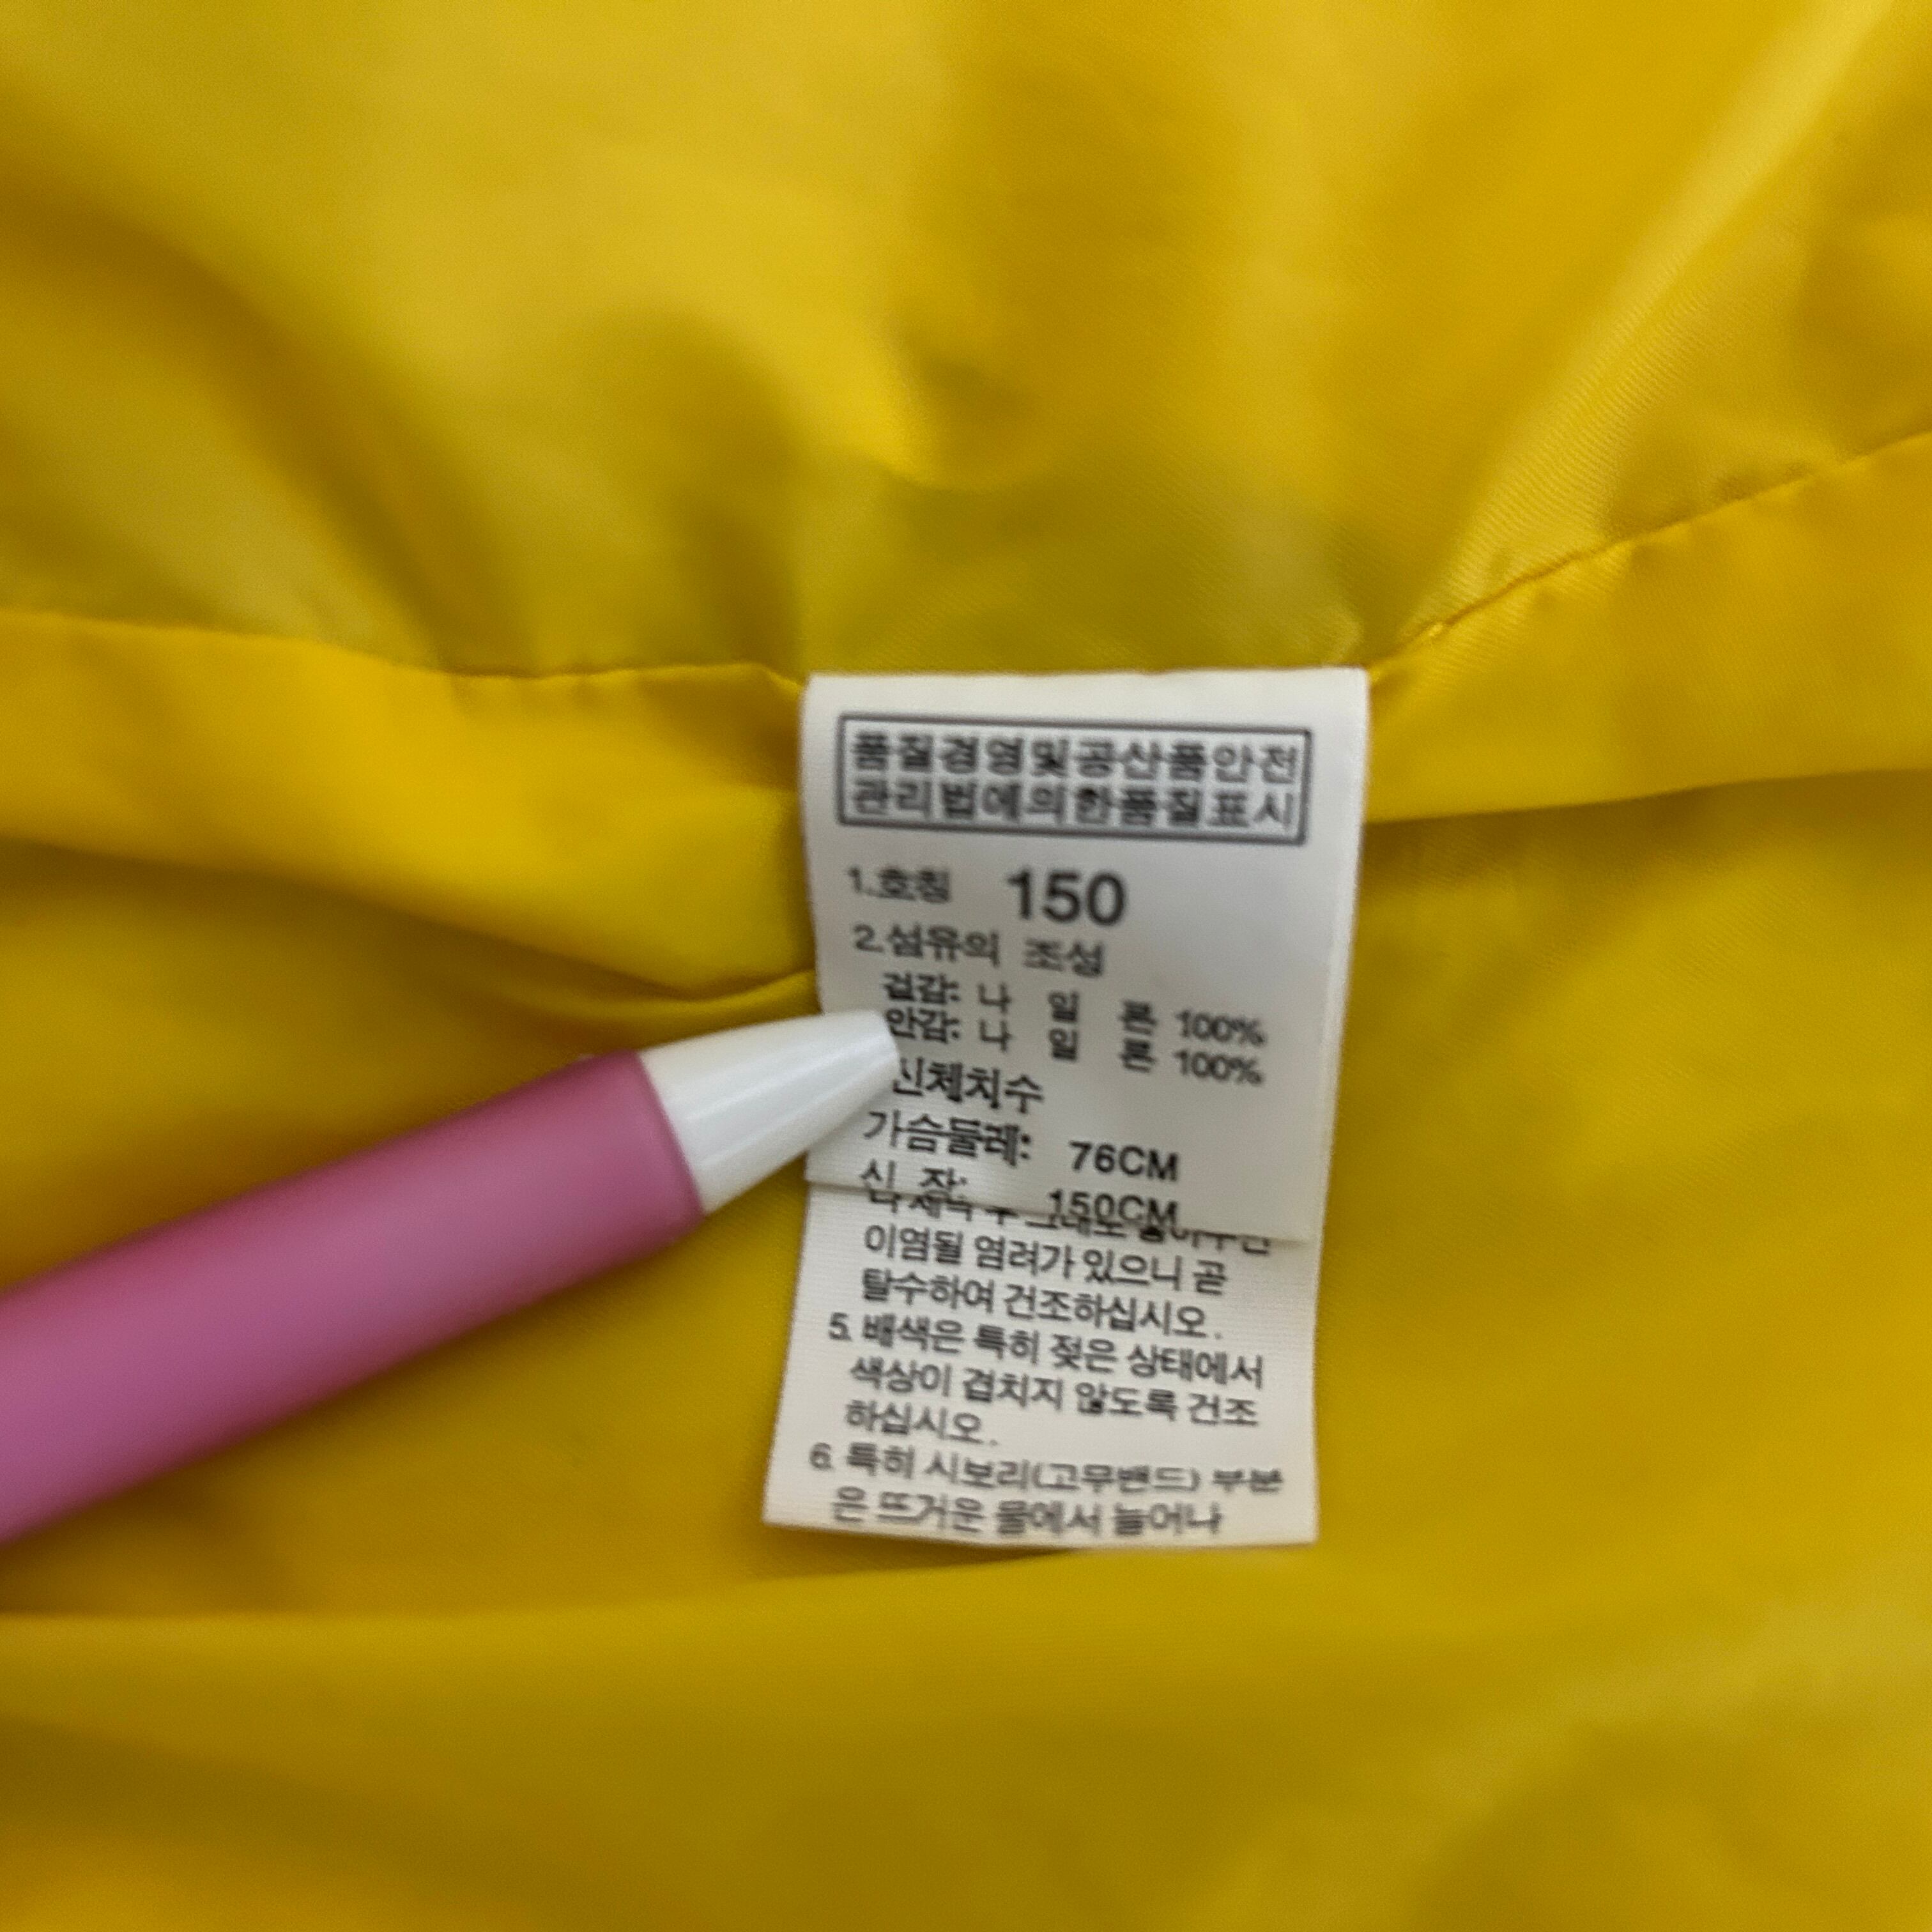 품질경영및공산품안전
관리법에의한품질표시
1.호칭 150
2.섬유의 조성
겉감: 나 일 론 100%
안감: 나 일 론 100%
신체치수
가슴둘레: 76CM
신 장: 150CM
이염될 염려가 있으니 곧
탈수하여 건조하십시오.
5. 배색은 특히 젖은 상태에서
색상이 겹치지 않도록 건조
하십시오.
6. 특히 시보리(고무밴드) 부분
은 뜨거운 물에서 늘어나